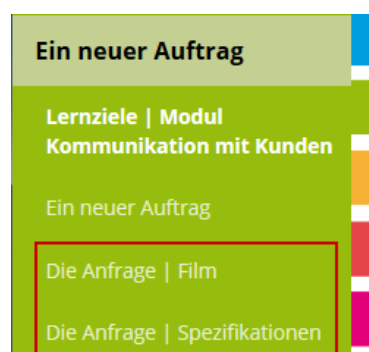 Ein neuer Auftrag
Lernziele | Modul
Kommunikation mit Kunden
Ein neuer Auftrag
Die Anfrage | Film
Die Anfrage | Spezifikationen